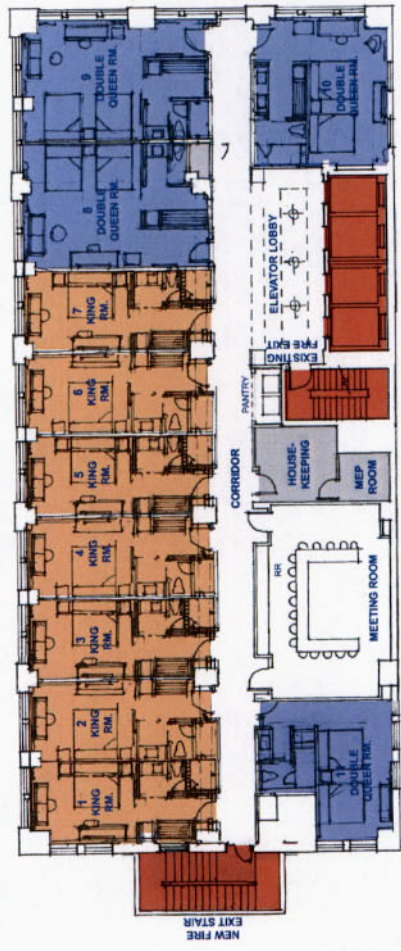 9
DOUBLE
QUEEN RM.
8
DOUBLE
QUEEN RM.
7
KING
RM.
6
KING
RM.
5
KING
RM.
4
KING
RM.
3
KING
RM.
2
KING
RM.
1
KING
RM.
CORRIDOR
10
DOUBLE
QUEEN RM.
ELEVATOR LOBBY
EXISTING
FIRE EXIT
PANTRY
HOUSE-
KEEPING
MEP
ROOM
RR
MEETING ROOM
DOUBLE
QUEEN RM.
NEW FIRE
EXIT STAIR